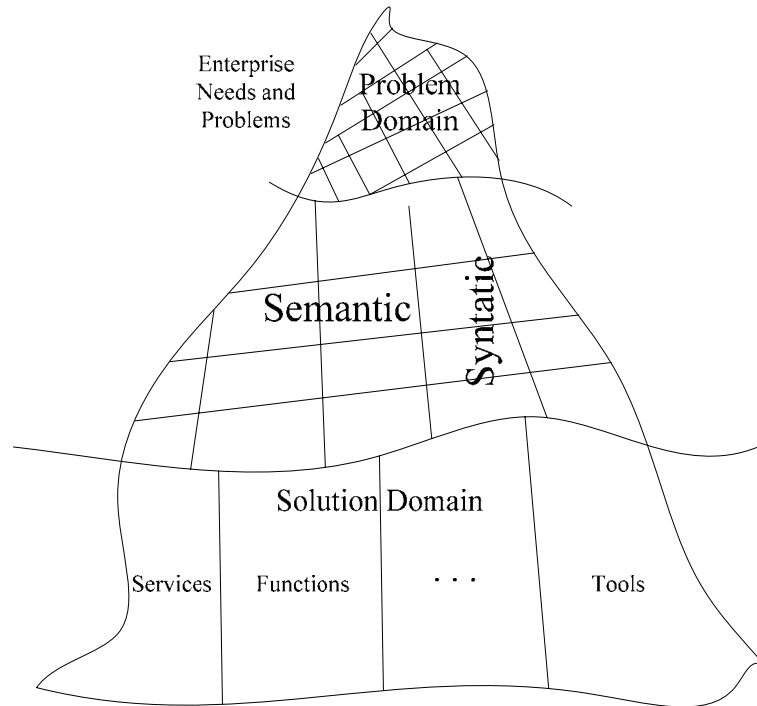 Enterprise
Needs and
Problems
Problem
Domain
Semantic
Syntatic
Solution Domain
Services
Functions
. . .
Tools